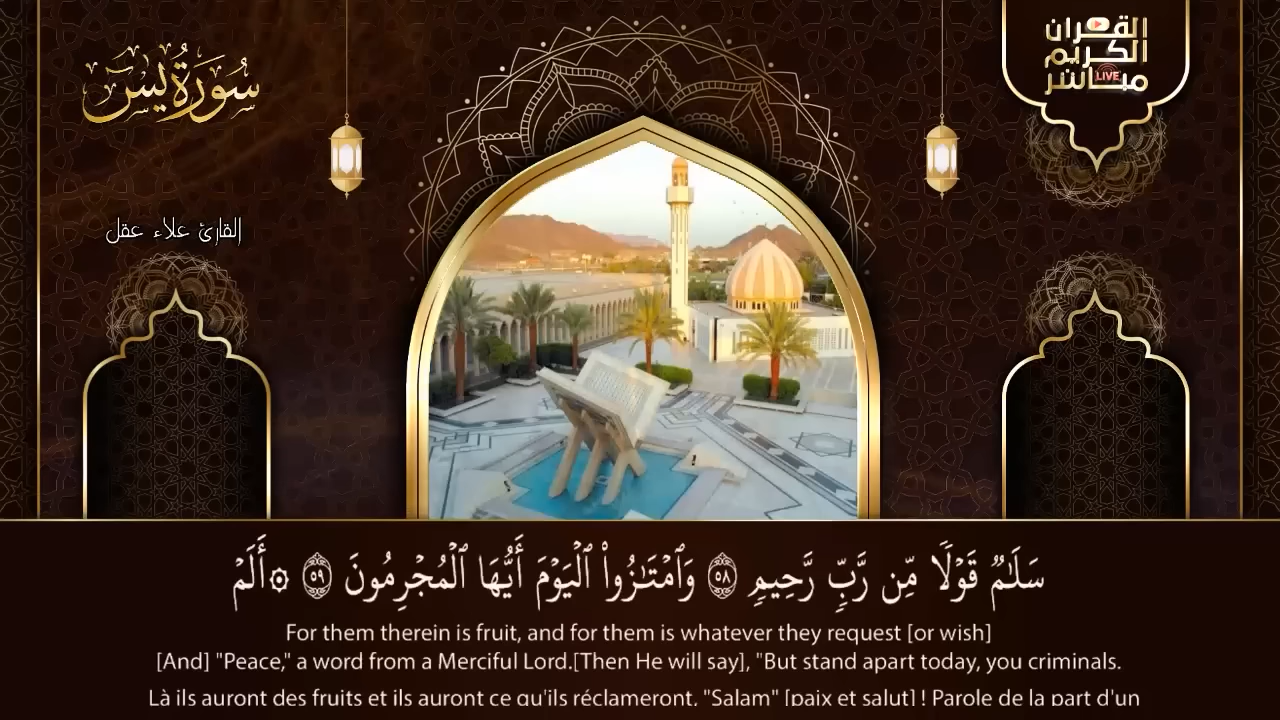 سُورَةُ يسٓ
القرآن
الكريم
مباشر
LIVE
القارئ علاء عقل
سَلَٰمٌ قَوْلًا مِّن رَّبٍّ رَّحِيمٍ ٥٨ وَٱمْتَٰزُوا۟ ٱلْيَوْمَ أَيُّهَا ٱلْمُجْرِمُونَ ٥٩ ۞ أَلَمْ
For them therein is fruit, and for them is whatever they request [or wish]
[And] "Peace," a word from a Merciful Lord.[Then He will say], "But stand apart today, you criminals.
Là ils auront des fruits et ils auront ce qu'ils réclameront, "Salam" [paix et salut] ! Parole de la part d'un